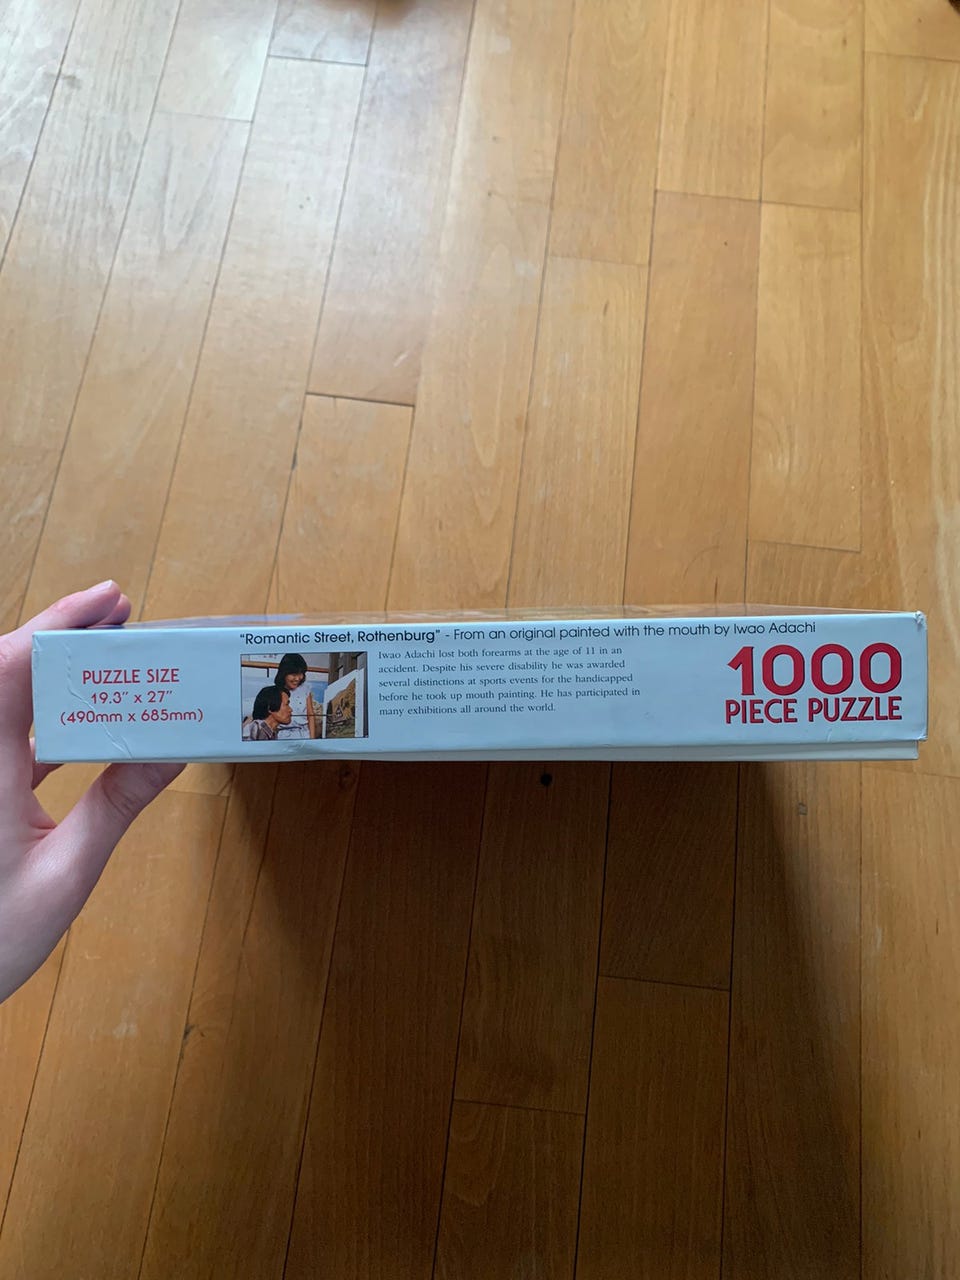 "Romantic Street, Rothenburg" - From an original painted with the mouth by Iwao Adachi
PUZZLE SIZE
19.3" x 27"
(490mm x 685mm)
Iwao Adachi lost both forearms at the age of 11 in an
accident. Despite his severe disability he was awarded
several distinctions at sports events for the handicapped
before he took up mouth painting. He has participated in
many exhibitions all around the world.
1000
PIECE PUZZLE